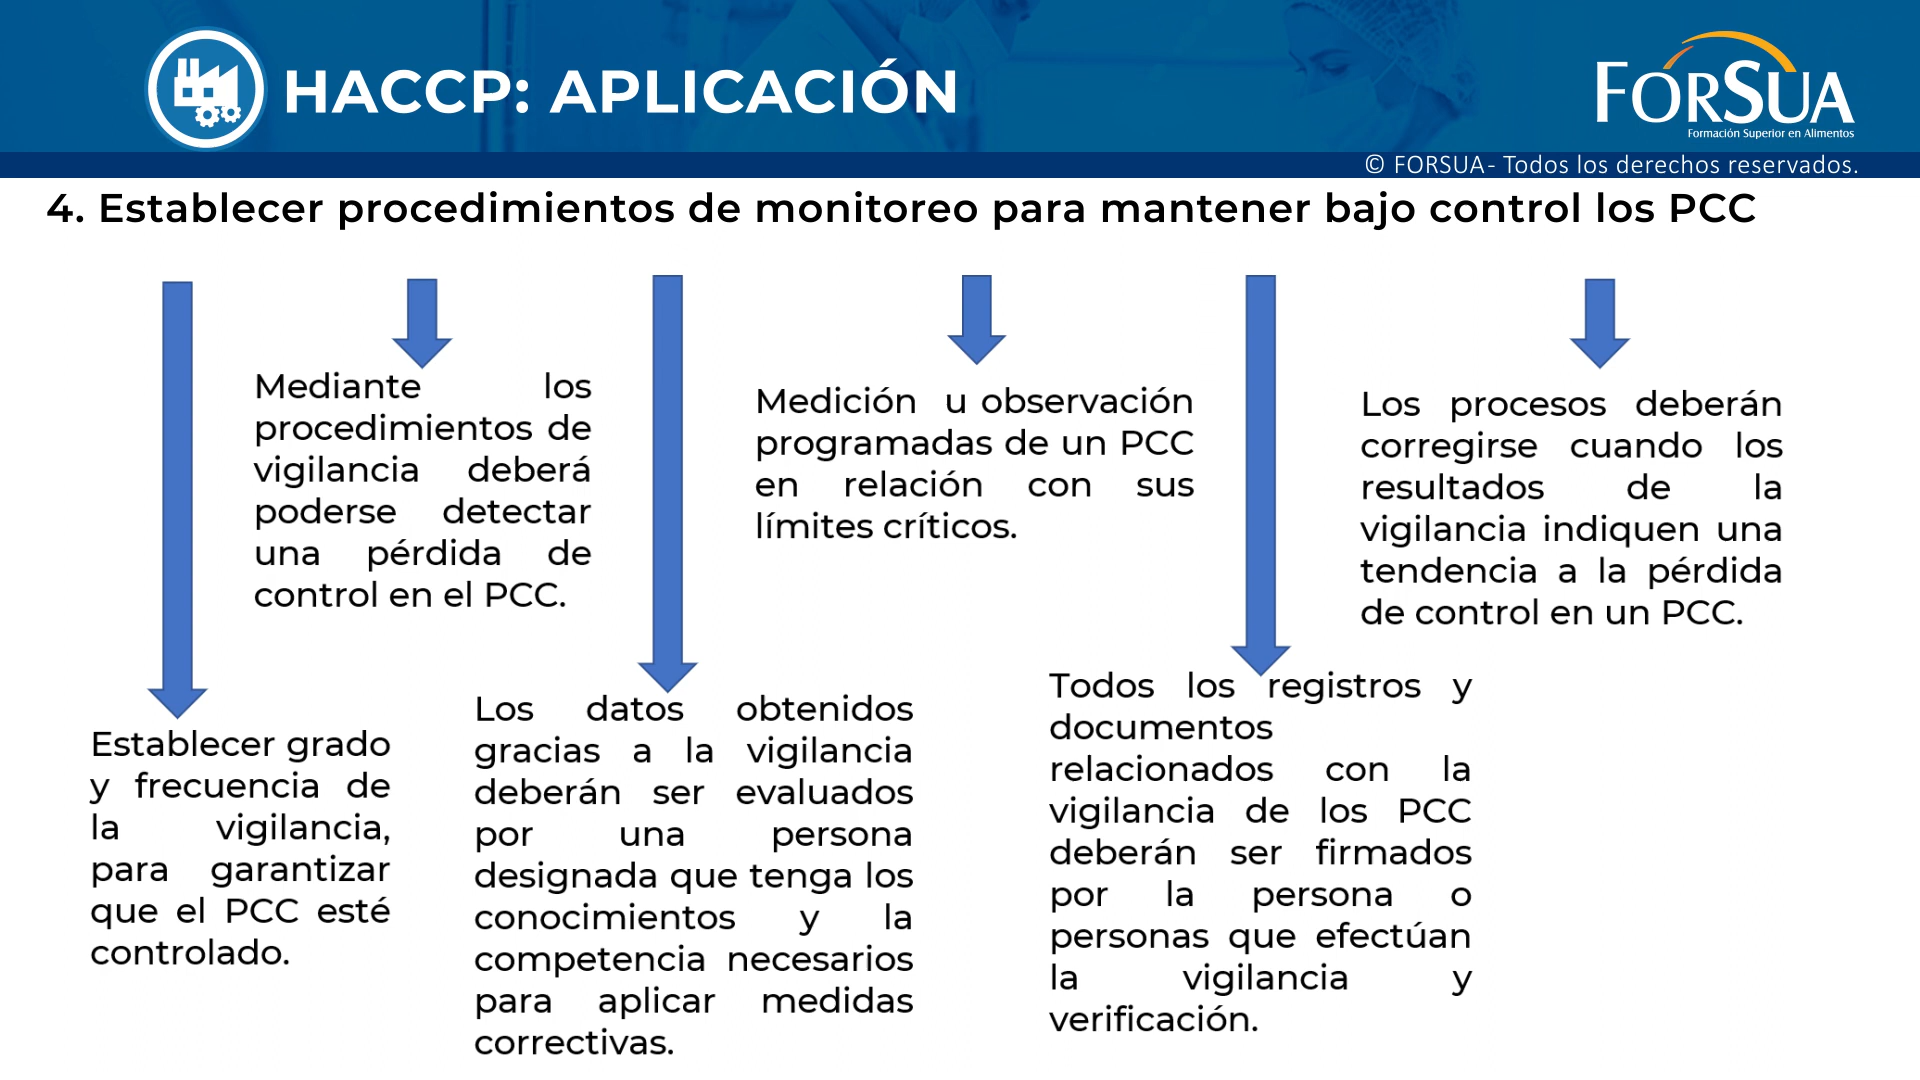 HACCP: APLICACIÓN
FORSUA
Formación Superior en Alimentos
© FORSUA- Todos los derechos reservados.
4. Establecer procedimientos de monitoreo para mantener bajo control los PCC
Mediante los
procedimientos de
vigilancia deberá
poderse detectar
una pérdida de
control en el PCC.
Medición u observación
programadas de un PCC
en relación con sus
límites críticos.
Los procesos deberán
corregirse cuando los
resultados de la
vigilancia indiquen una
tendencia a la pérdida
de control en un PCC.
Establecer grado
y frecuencia de
la vigilancia,
para garantizar
que el PCC esté
controlado.
Los datos obtenidos
gracias a la vigilancia
deberán ser evaluados
por una persona
designada que tenga los
conocimientos y la
competencia necesarios
para aplicar medidas
correctivas.
Todos los registros y
documentos
relacionados con la
vigilancia de los PCC
deberán ser firmados
por la persona o
personas que efectúan
la vigilancia y
verificación.